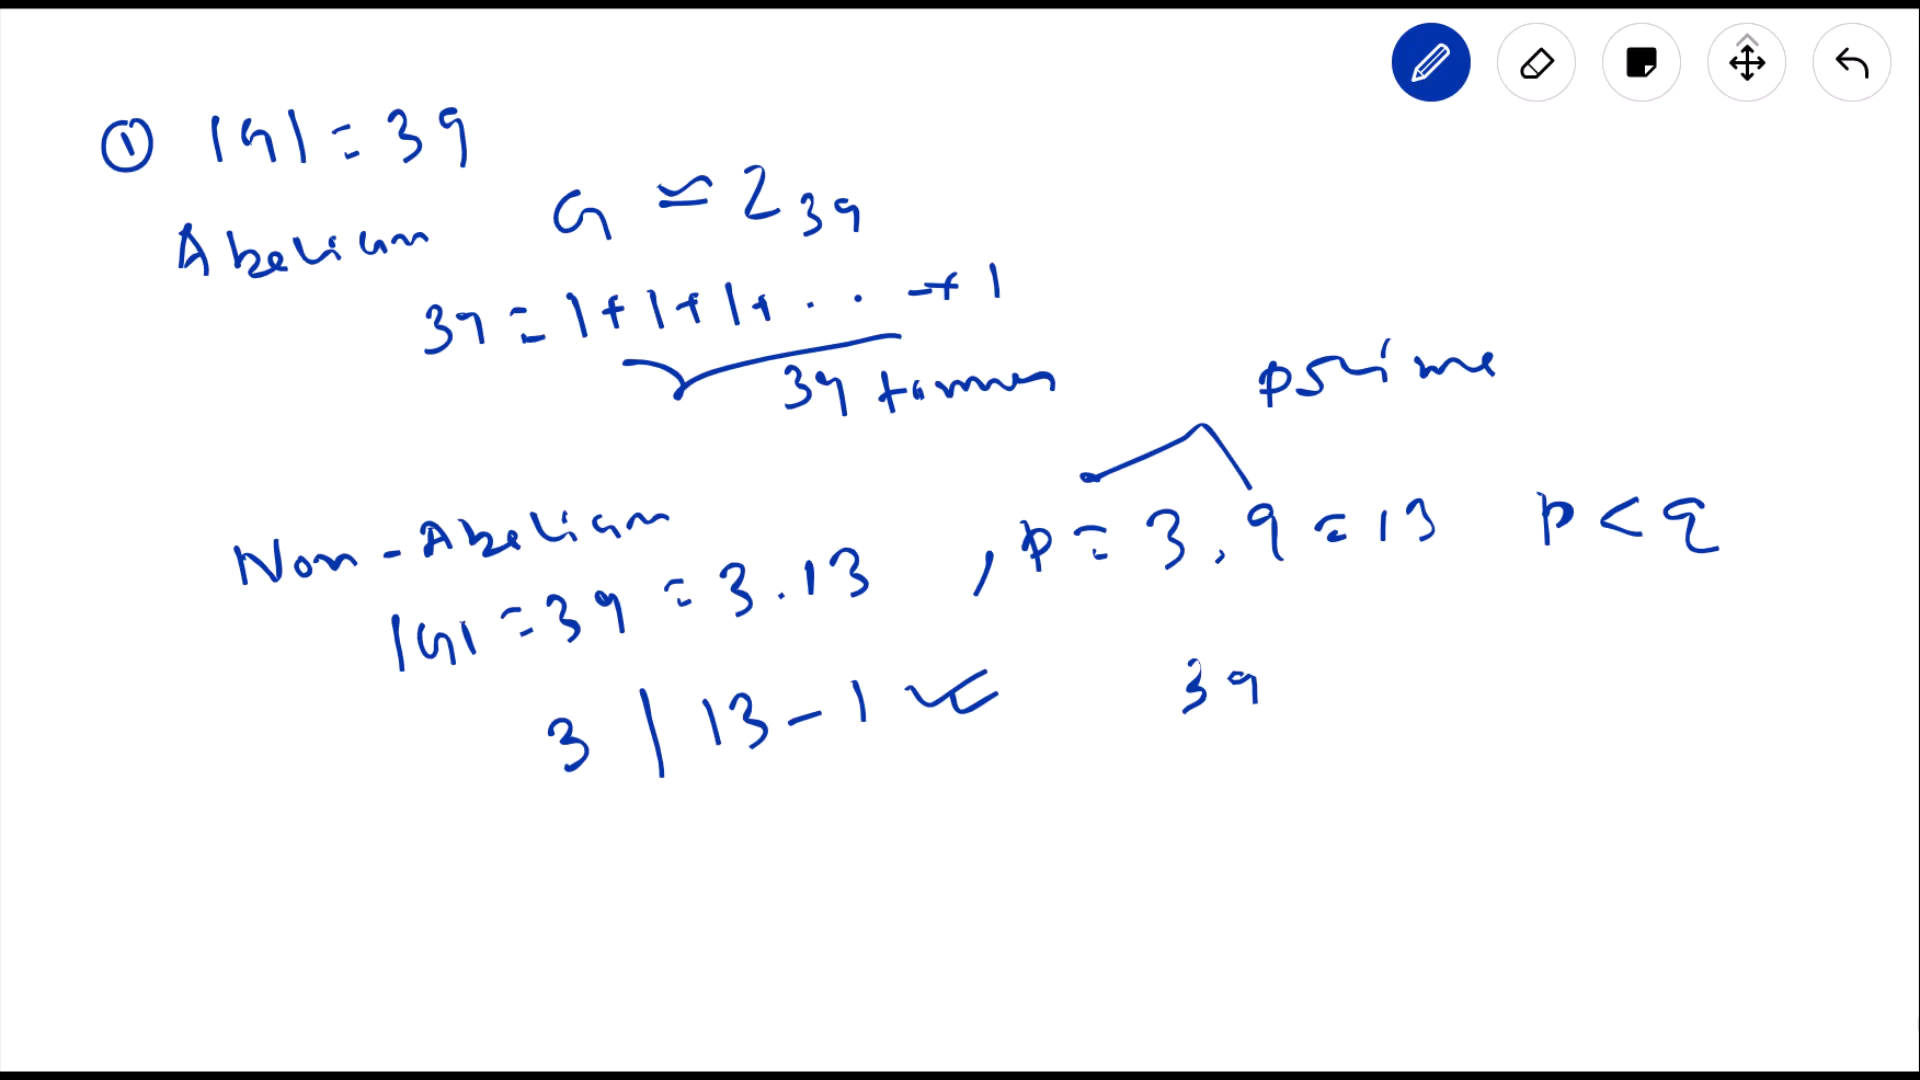 ① |G| = 39
Abelian G ≃ Z₃₉
39 = 1+1+1+ . . . + 1
39 times
prime
Non-Abelian
|G| = 39 = 3.13 , p = 3, q = 13 p < q
3 | 13-1 39